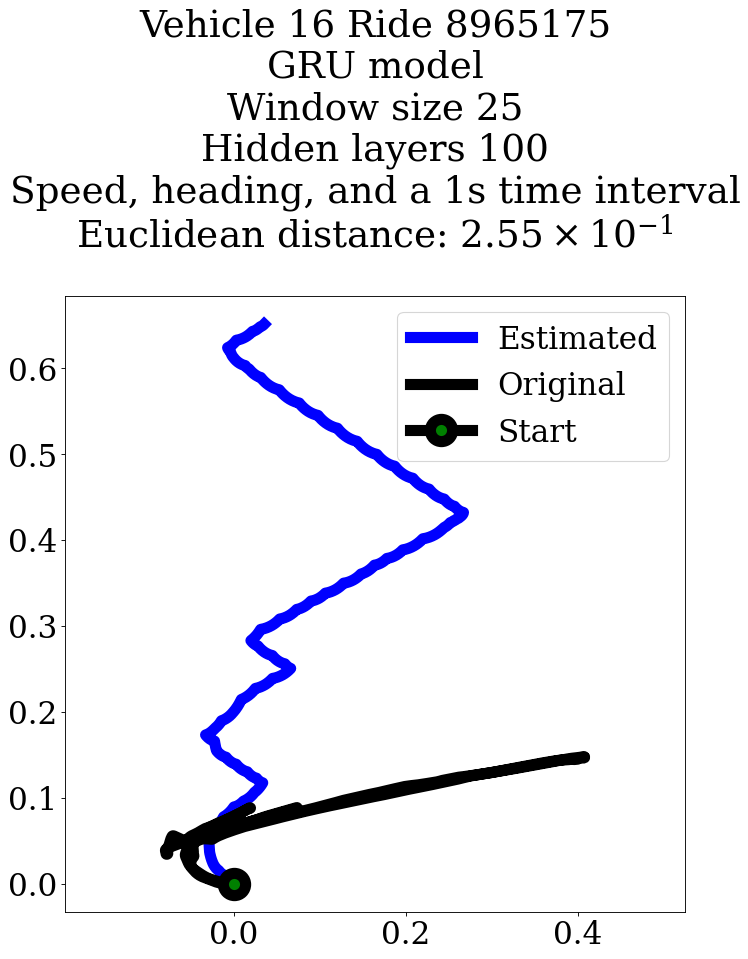 Vehicle 16 Ride 8965175
GRU model
Window size 25
Hidden layers 100
Speed, heading, and a 1s time interval
Euclidean distance: 2.55 × 10⁻¹
Estimated
Original
Start
0.6
0.5
0.4
0.3
0.2
0.1
0.0
0.0 0.2 0.4